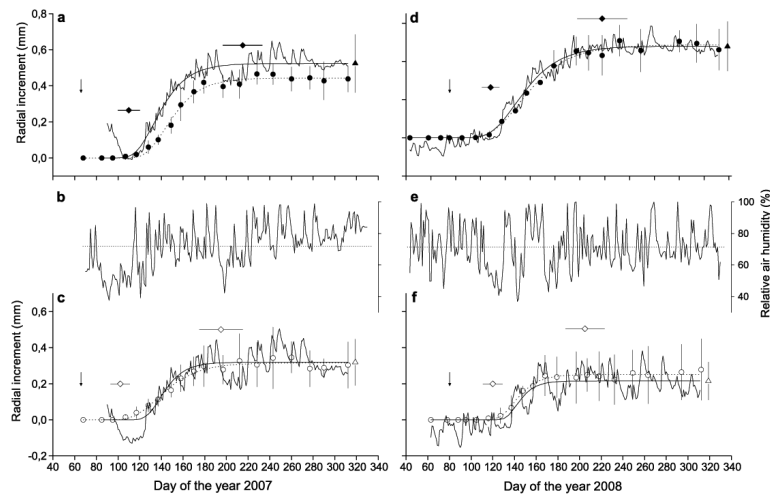 a
d
Radial increment (mm)
0,6
0,4
0,2
0,0
b
e
100
80
60
40
Relative air humidity (%)
c
f
Radial increment (mm)
0,6
0,4
0,2
0,0
0,2
40 60 80 100 120 140 160 180 200 220 240 260 280 300 320 340
40 60 80 100 120 140 160 180 200 220 240 260 280 300 320 340
Day of the year 2007
Day of the year 2008